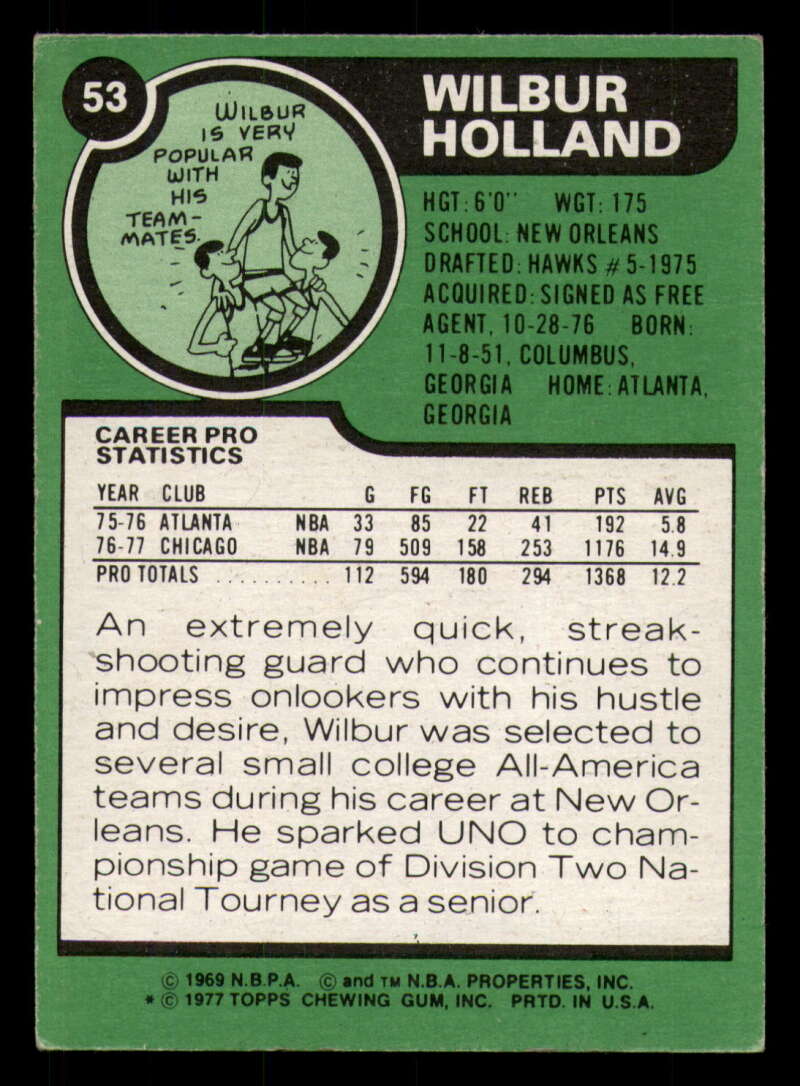 53
WILBUR
IS VERY
POPULAR
WITH
HIS
TEAM-
MATES.
WILBUR
HOLLAND
HGT: 6'0" WGT: 175
SCHOOL: NEW ORLEANS
DRAFTED: HAWKS #5-1975
ACQUIRED: SIGNED AS FREE
AGENT, 10-28-76 BORN:
11-8-51, COLUMBUS,
GEORGIA HOME: ATLANTA,
GEORGIA
CAREER PRO
STATISTICS
YEAR CLUB G FG FT REB PTS AVG
75-76 ATLANTA NBA 33 85 22 41 192 5.8
76-77 CHICAGO NBA 79 509 158 253 1176 14.9
PRO TOTALS .......... 112 594 180 294 1368 12.2
An extremely quick, streak-
shooting guard who continues to
impress onlookers with his hustle
and desire, Wilbur was selected to
several small college All-America
teams during his career at New Or-
leans. He sparked UNO to cham-
pionship game of Division Two Na-
tional Tourney as a senior.
© 1969 N.B.P.A. © and TM N.B.A. PROPERTIES, INC.
* © 1977 TOPPS CHEWING GUM, INC. PRTD. IN U.S.A.